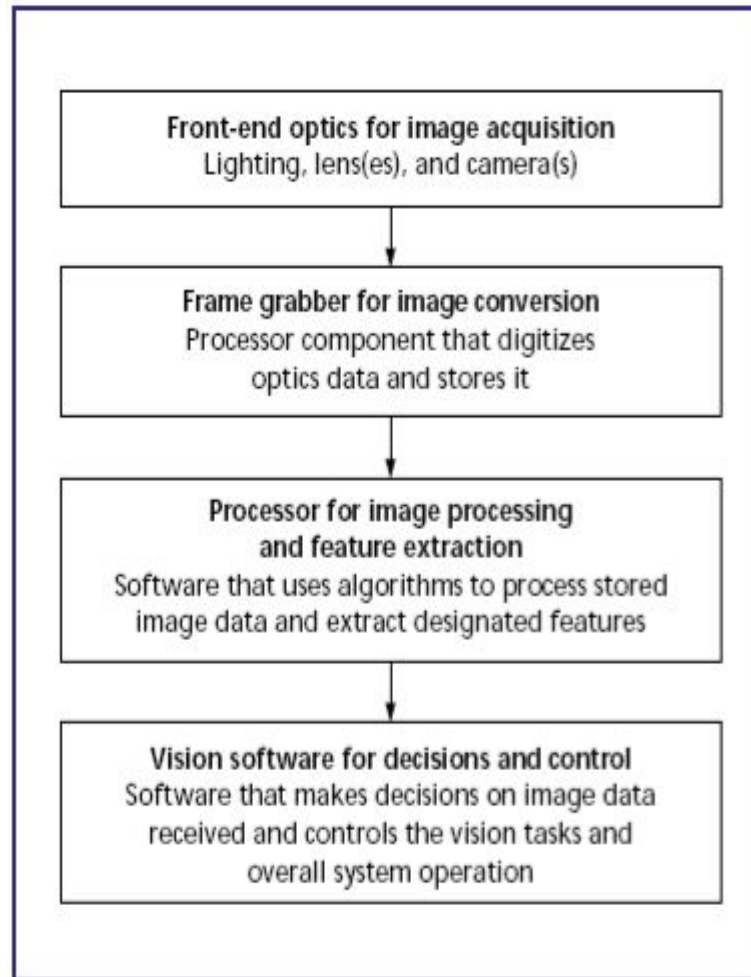 Front-end optics for image acquisition
Lighting, lens(es), and camera(s)
Frame grabber for image conversion
Processor component that digitizes
optics data and stores it
Processor for image processing
and feature extraction
Software that uses algorithms to process stored
image data and extract designated features
Vision software for decisions and control
Software that makes decisions on image data
received and controls the vision tasks and
overall system operation